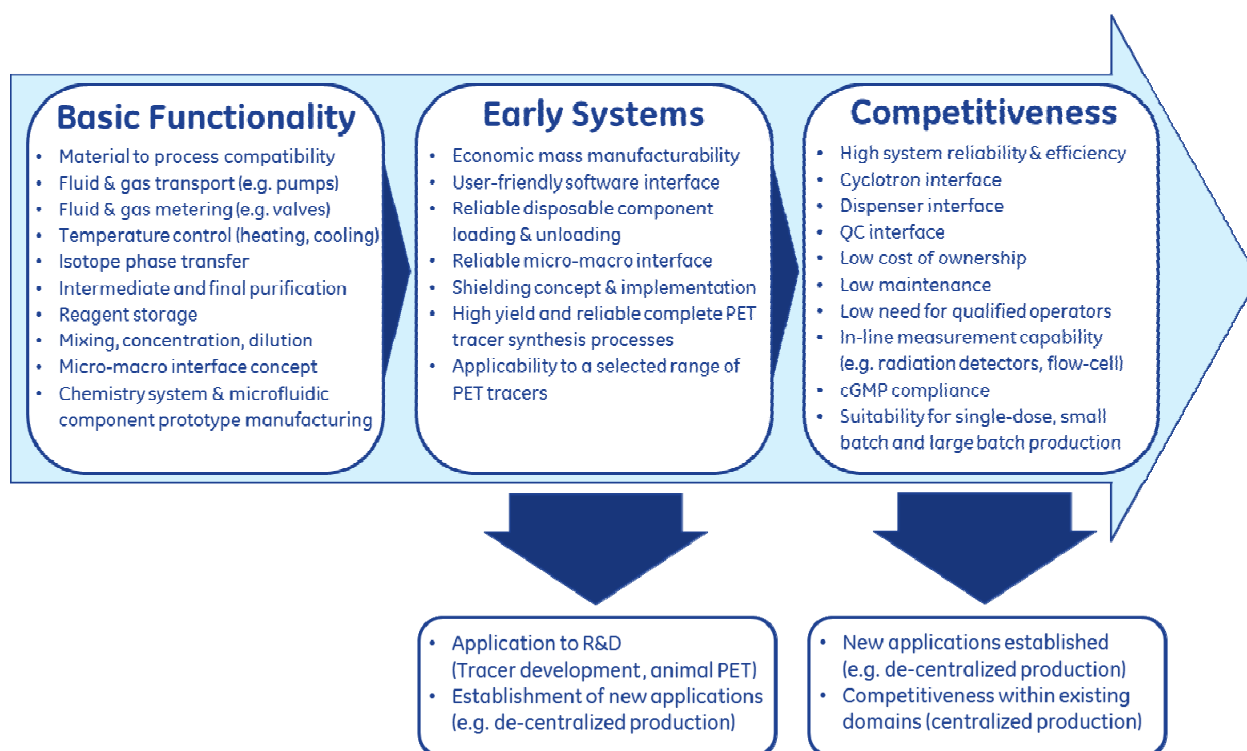 Basic Functionality
• Material to process compatibility
• Fluid & gas transport (e.g. pumps)
• Fluid & gas metering (e.g. valves)
• Temperature control (heating, cooling)
• Isotope phase transfer
• Intermediate and final purification
• Reagent storage
• Mixing, concentration, dilution
• Micro-macro interface concept
• Chemistry system & microfluidic
component prototype manufacturing
Early Systems
• Economic mass manufacturability
• User-friendly software interface
• Reliable disposable component
loading & unloading
• Reliable micro-macro interface
• Shielding concept & implementation
• High yield and reliable complete PET
tracer synthesis processes
• Applicability to a selected range of
PET tracers
Competitiveness
• High system reliability & efficiency
• Cyclotron interface
• Dispenser interface
• QC interface
• Low cost of ownership
• Low maintenance
• Low need for qualified operators
• In-line measurement capability
(e.g. radiation detectors, flow-cell)
• cGMP compliance
• Suitability for single-dose, small
batch and large batch production
• Application to R&D
(Tracer development, animal PET)
• Establishment of new applications
(e.g. de-centralized production)
• New applications established
(e.g. de-centralized production)
• Competitiveness within existing
domains (centralized production)